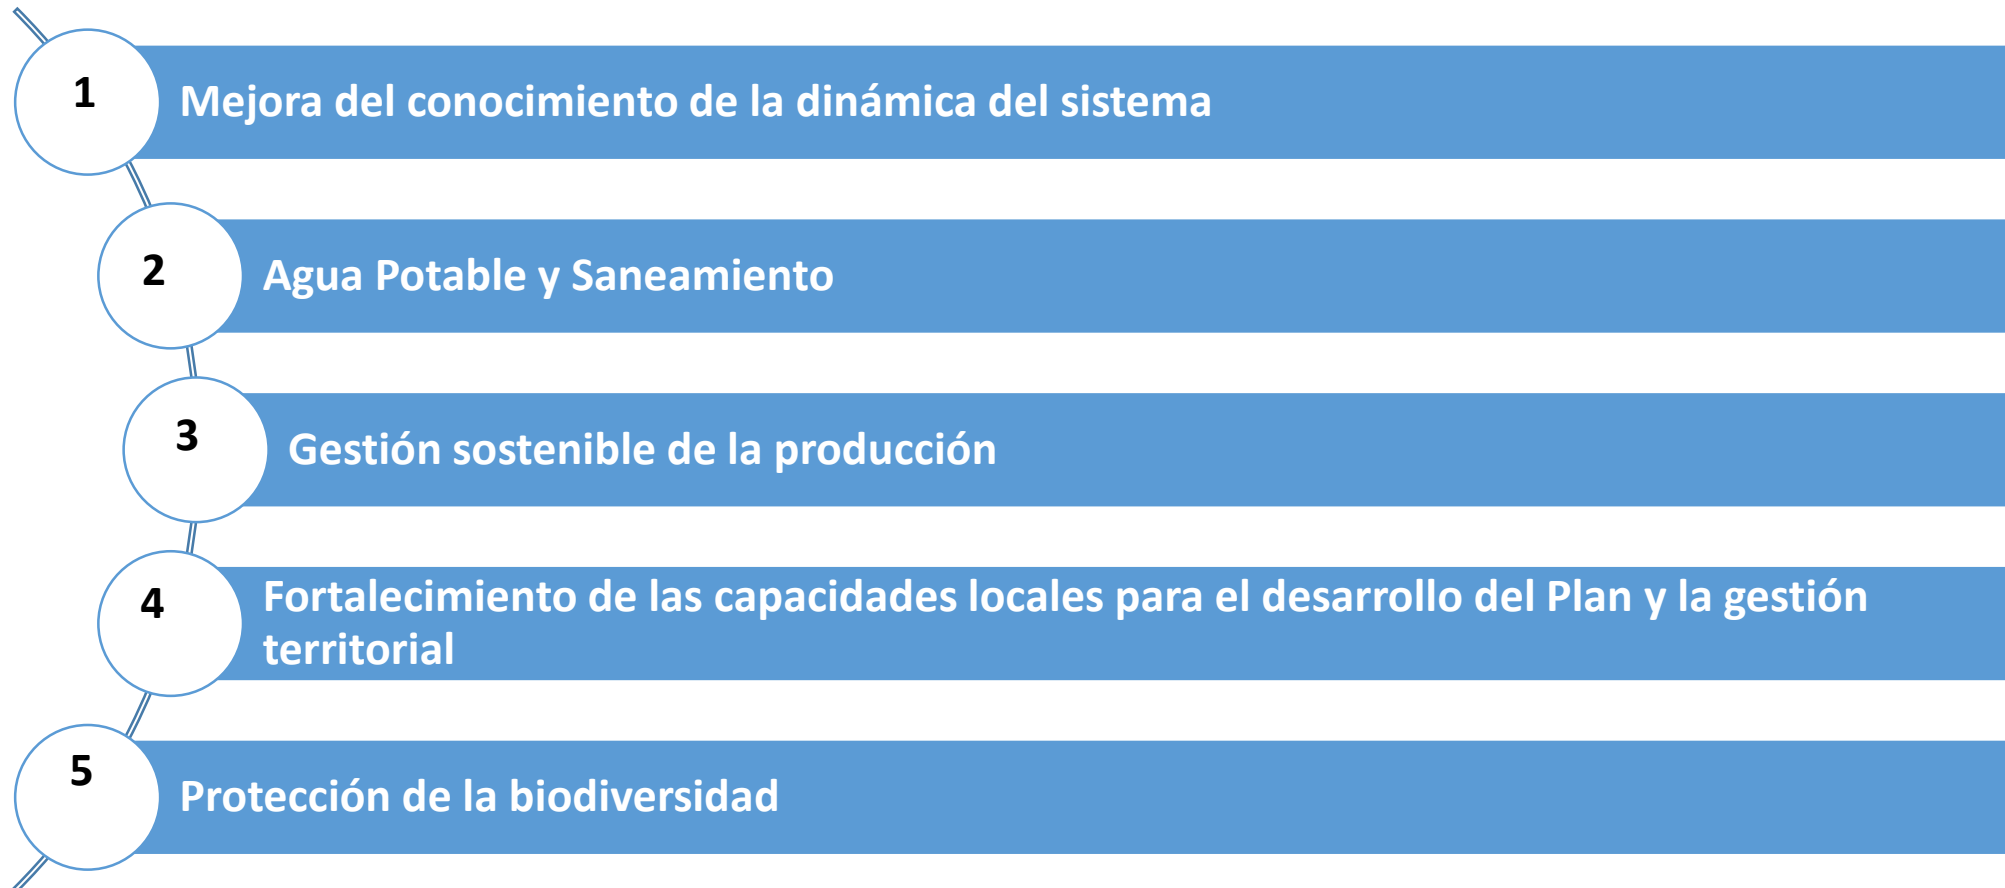 1
Mejora del conocimiento de la dinámica del sistema
2
Agua Potable y Saneamiento
3
Gestión sostenible de la producción
4
Fortalecimiento de las capacidades locales para el desarrollo del Plan y la gestión
territorial
5
Protección de la biodiversidad